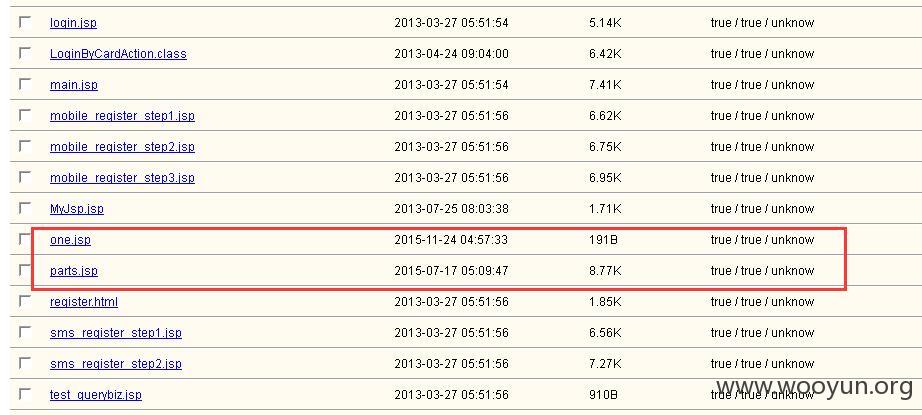 login.jsp 2013-03-27 05:51:54 5.14K true / true / unknow
LoginByCardAction.class 2013-04-24 09:04:00 6.42K true / true / unknow
main.jsp 2013-03-27 05:51:54 7.41K true / true / unknow
mobile_register_step1.jsp 2013-03-27 05:51:56 6.62K true / true / unknow
mobile_register_step2.jsp 2013-03-27 05:51:56 6.75K true / true / unknow
mobile_register_step3.jsp 2013-03-27 05:51:56 6.95K true / true / unknow
MyJsp.jsp 2013-07-25 08:03:38 1.71K true / true / unknow
one.jsp 2015-11-24 04:57:33 191B true / true / unknow
parts.jsp 2015-07-17 05:09:47 8.77K true / true / unknow
register.html 2013-03-27 05:51:56 1.85K true / true / unknow
sms_register_step1.jsp 2013-03-27 05:51:56 6.56K true / true / unknow
sms_register_step2.jsp 2013-03-27 05:51:56 7.27K true / true / unknow
test_querybiz.jsp 2013-03-27 05:51:56 910B true / true / unknow
www.wooyun.org